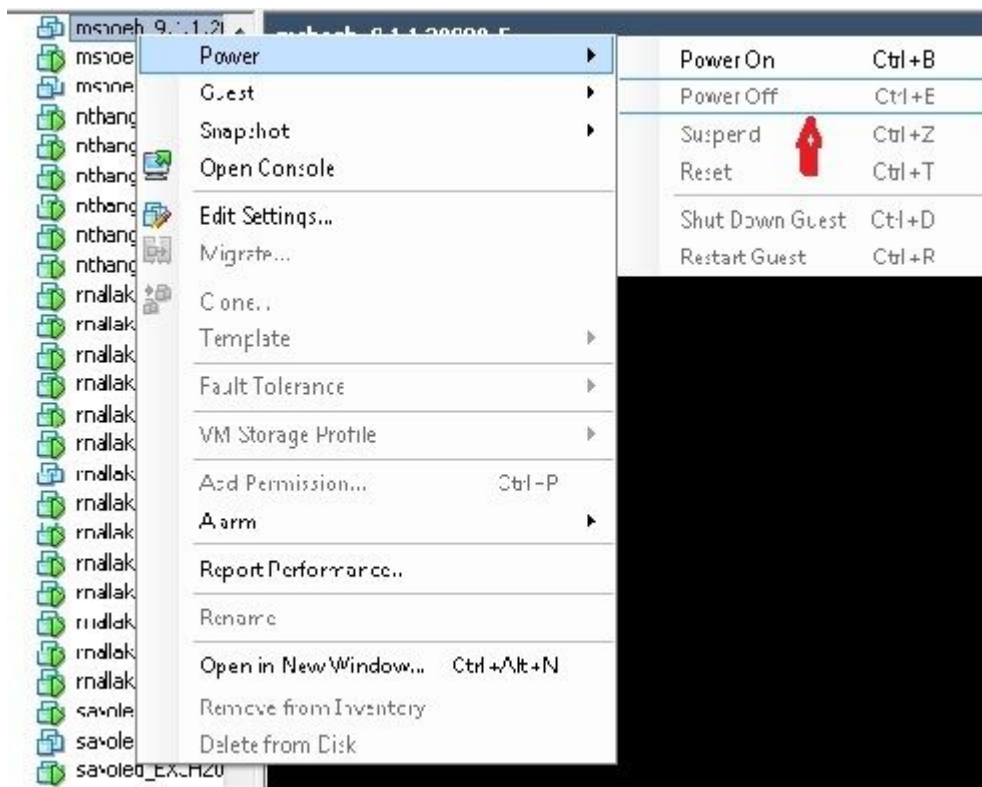 Power
Guest
Snapshot
Open Console
Edit Settings...
Migrate...
Clone...
Template
Fault Tolerance
VM Storage Profile
Add Permission... Ctrl+P
Alarm
Report Performance...
Rename
Open in New Window... Ctrl+Alt+N
Remove from Inventory
Delete from Disk
Power On Ctrl+B
Power Off Ctrl+E
Suspend Ctrl+Z
Reset Ctrl+T
Shut Down Guest Ctrl+D
Restart Guest Ctrl+R
nthang
nthang
nthang
nthang
nthang
nthang
rnallak
rnallak
rnallak
rnallak
rnallak
rnallak
rnallak
rnallak
rnallak
rnallak
rnallak
rnallak
rnallak
rnallak